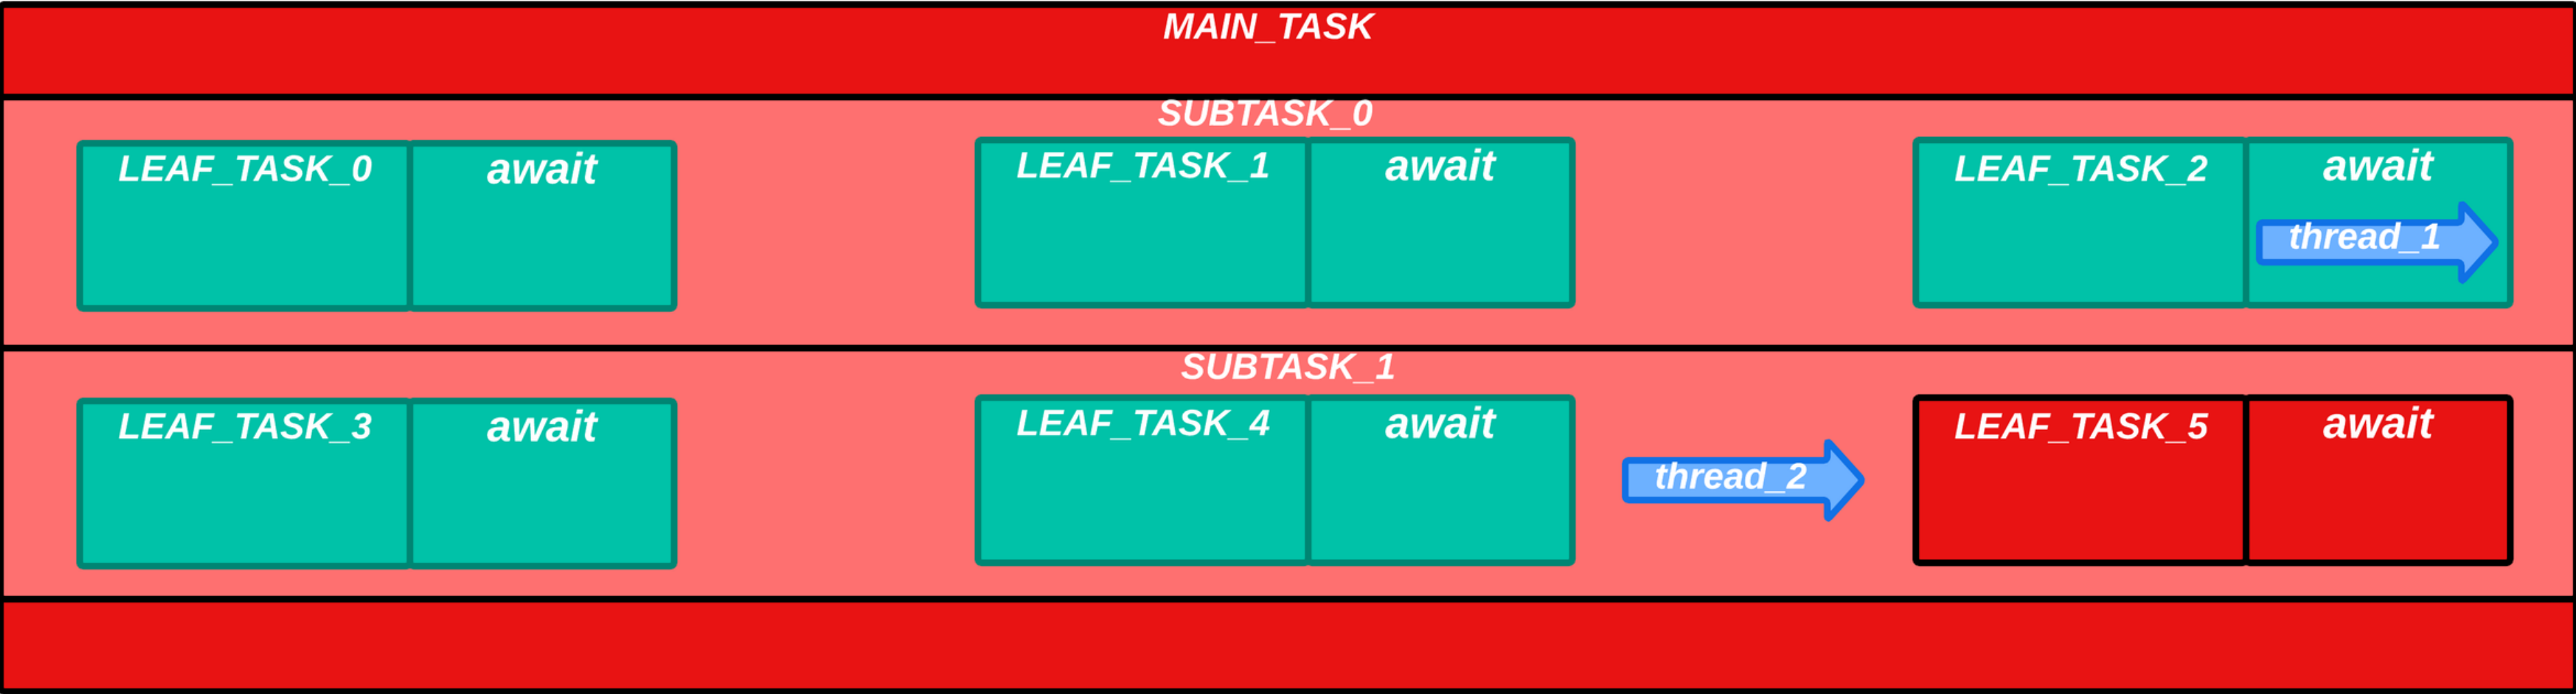 MAIN_TASK
SUBTASK_0
LEAF_TASK_0 await
LEAF_TASK_1 await
LEAF_TASK_2 await
thread_1
SUBTASK_1
LEAF_TASK_3 await
LEAF_TASK_4 await
thread_2
LEAF_TASK_5 await